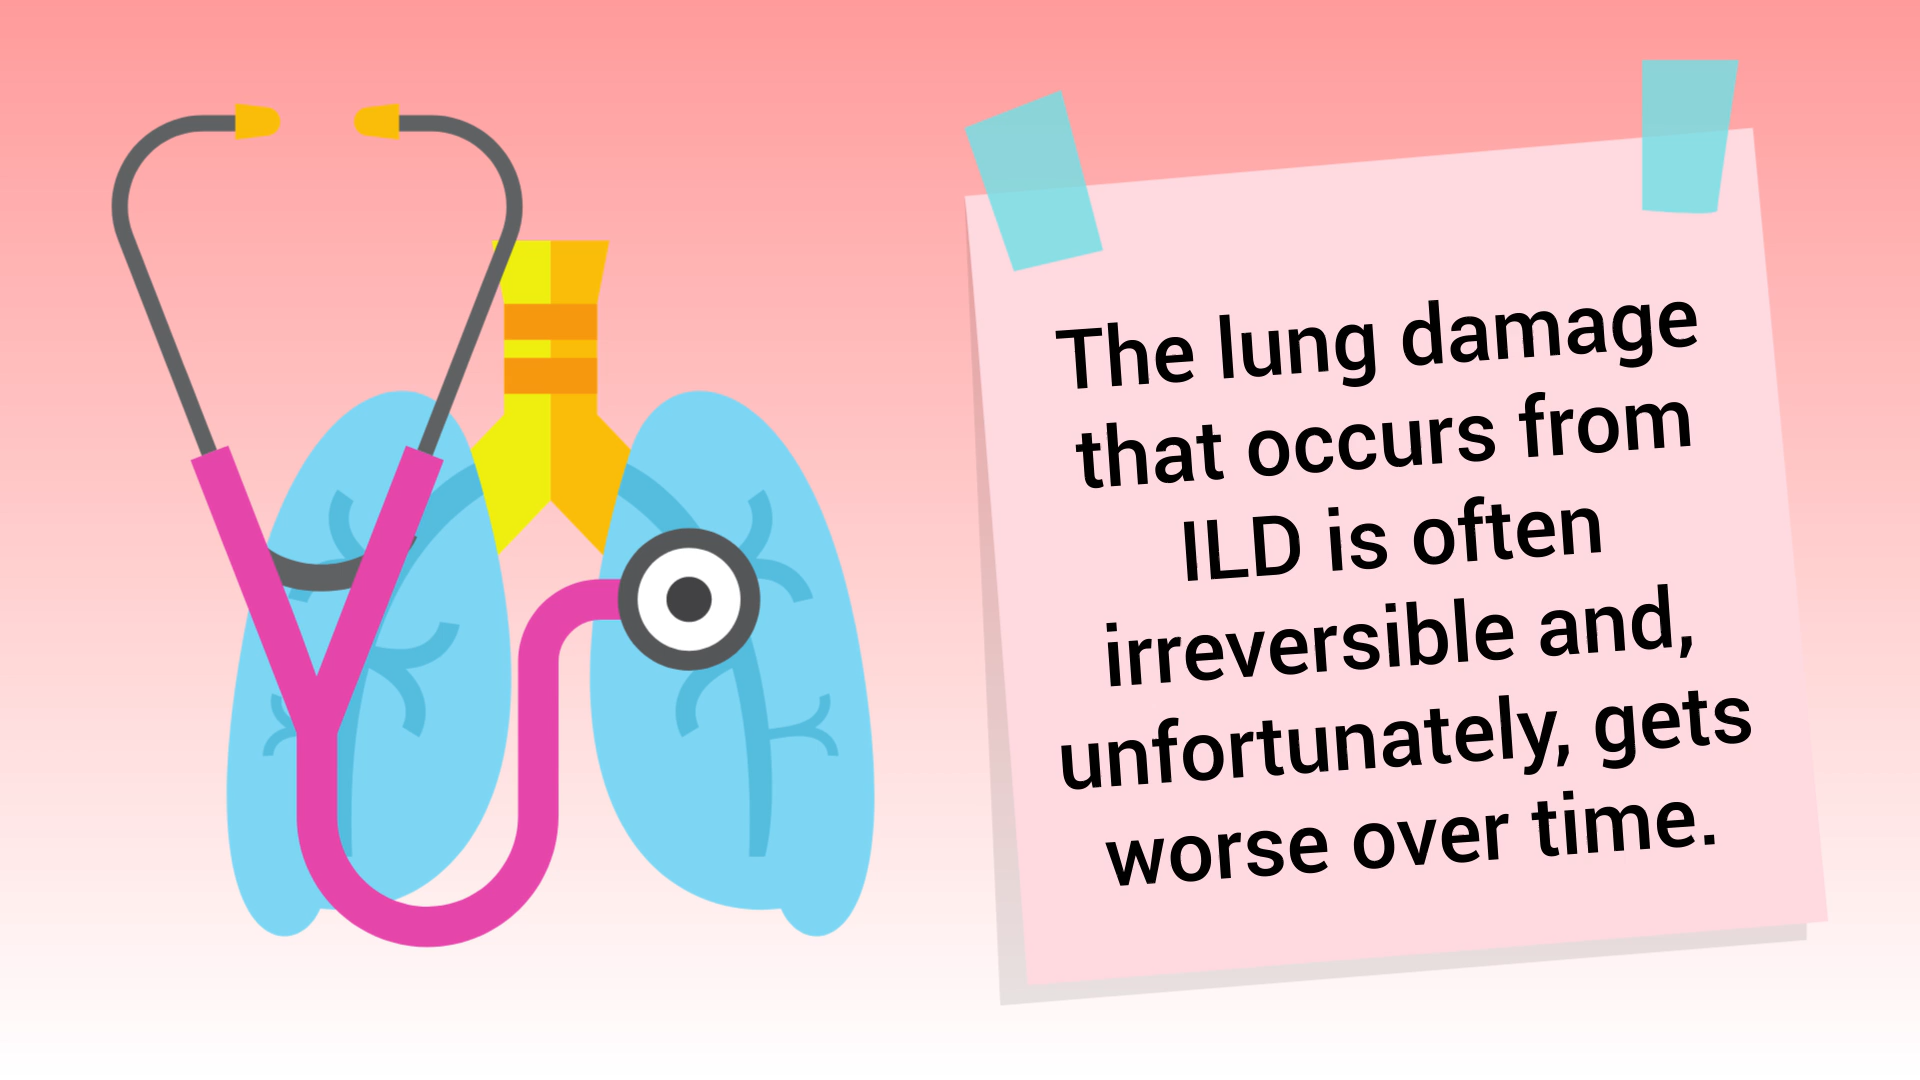 The lung damage
that occurs from
ILD is often
irreversible and,
unfortunately, gets
worse over time.